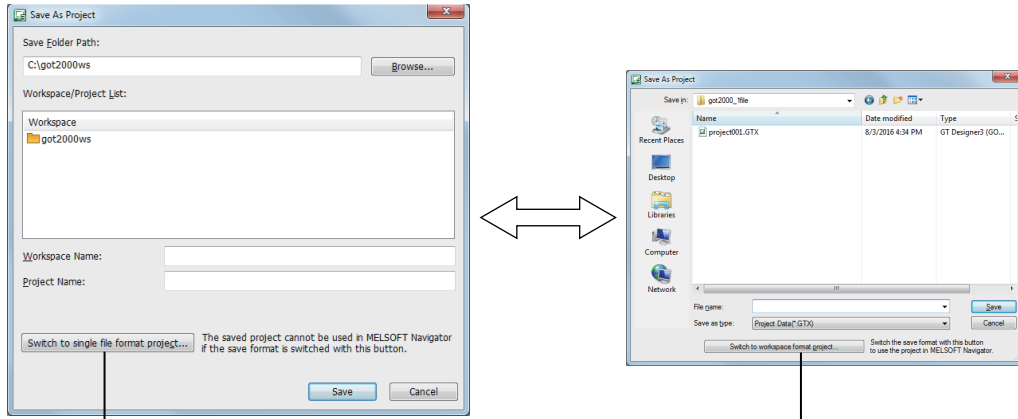 Save As Project
Save Folder Path:
C:\got2000ws
Browse...
Workspace/Project List:
Workspace
got2000ws
Workspace Name:
Project Name:
Switch to single file format project...
The saved project cannot be used in MELSOFT Navigator
if the save format is switched with this button.
Save
Cancel
Save As Project
Save in:
got2000_1file
Name
Date modified
Type
S
project001.GTX
8/3/2016 4:34 PM
GT Designer3 (GO...
Recent Places
Desktop
Libraries
Computer
Network
File name:
Save
Save as type:
Project Data(*.GTX)
Cancel
Switch to workspace format project...
Switch the save format with this button
to use the project in MELSOFT Navigator.